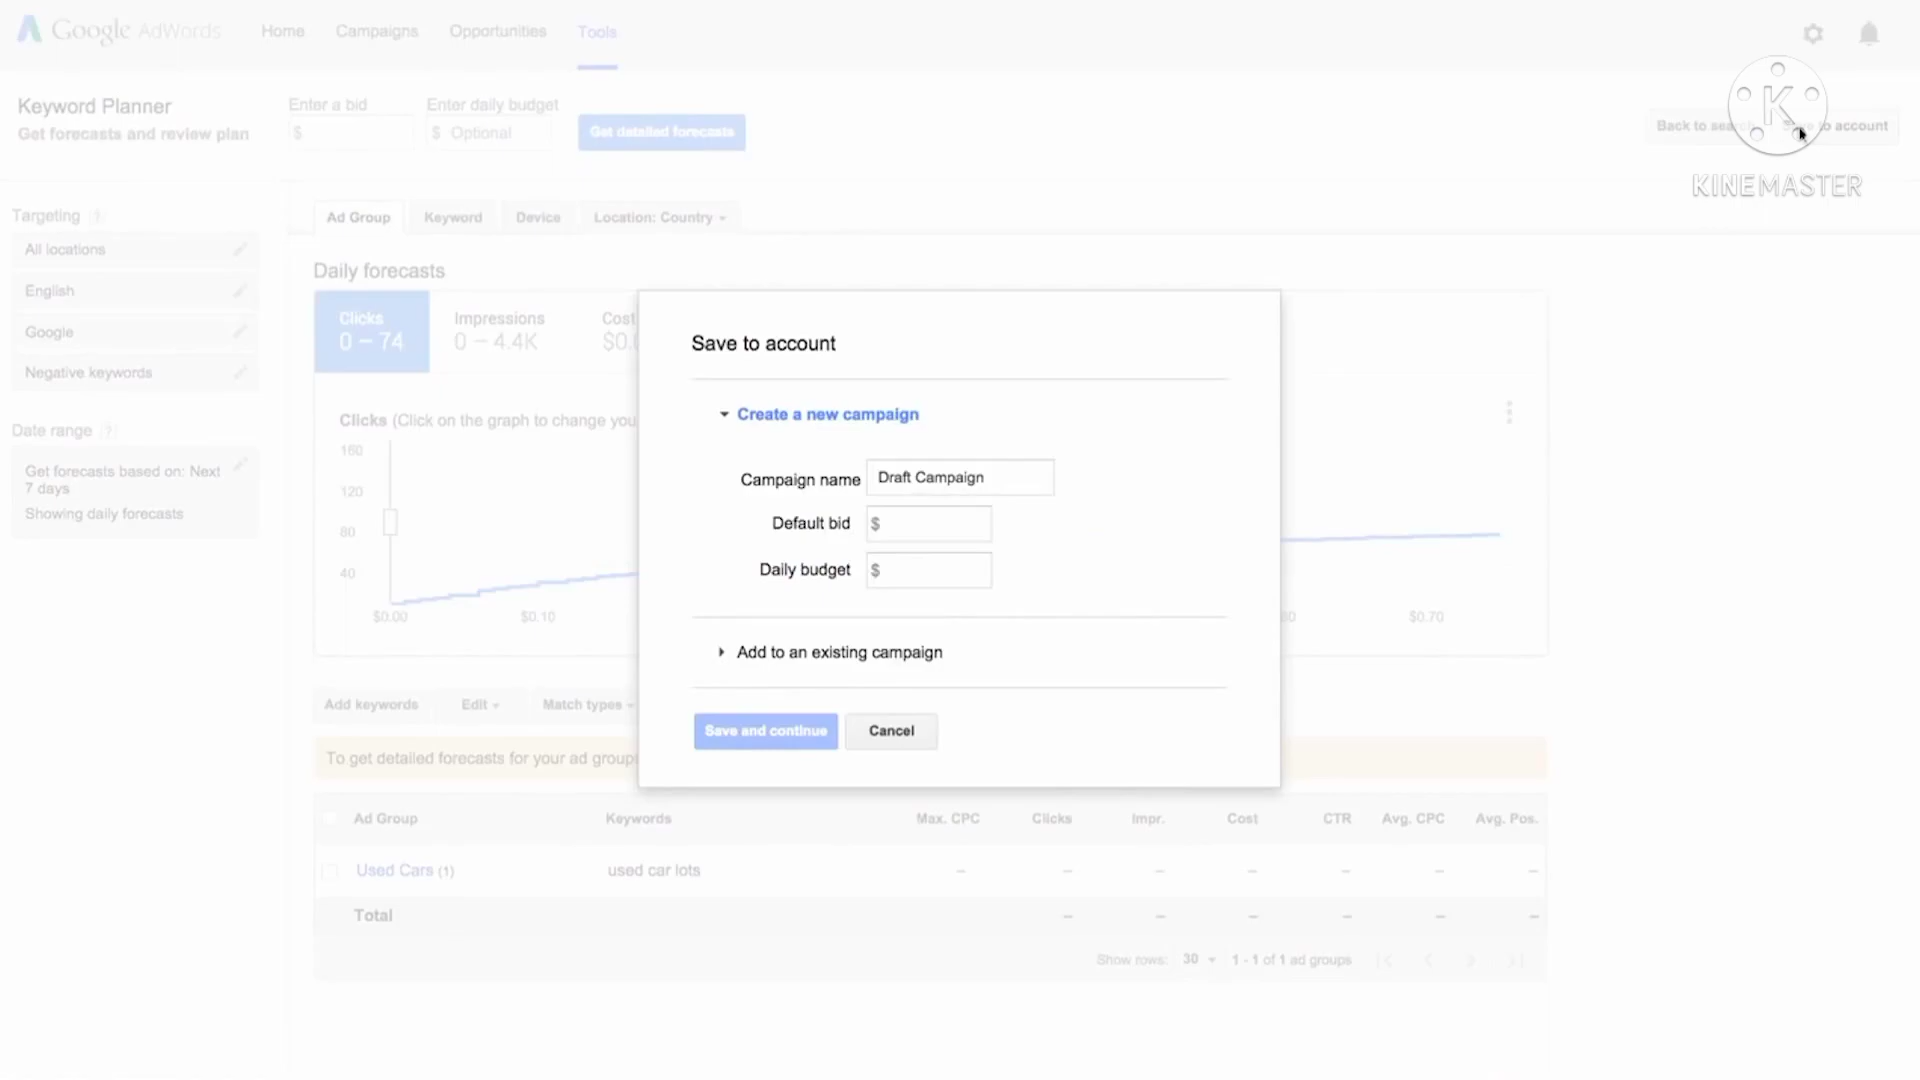 Google AdWords
Home
Campaigns
Opportunities
Tools
Keyword Planner
Get forecasts and review plan
Enter a bid
$
Enter daily budget
$ Optional
Get detailed forecasts
Back to search
to account
KINEMASTER
Targeting ?
All locations
English
Google
Negative keywords
Date range ?
Get forecasts based on: Next
7 days
Showing daily forecasts
Ad Group
Keyword
Device
Location: Country
Daily forecasts
Clicks
0 – 74
Impressions
0 – 4.4K
Cost
$0.
Clicks (Click on the graph to change you
160
120
80
40
$0.00
$0.10
$0.70
Save to account
Create a new campaign
Campaign name
Draft Campaign
Default bid
$
Daily budget
$
Add to an existing campaign
Save and continue
Cancel
Add keywords
Edit
Match types
To get detailed forecasts for your ad group
Ad Group
Keywords
Max. CPC
Clicks
Impr.
Cost
CTR
Avg. CPC
Avg. Pos.
Used Cars (1)
used car lots
– – – – – – –
Total
– – – – – –
Show rows: 30
1 - 1 of 1 ad groups